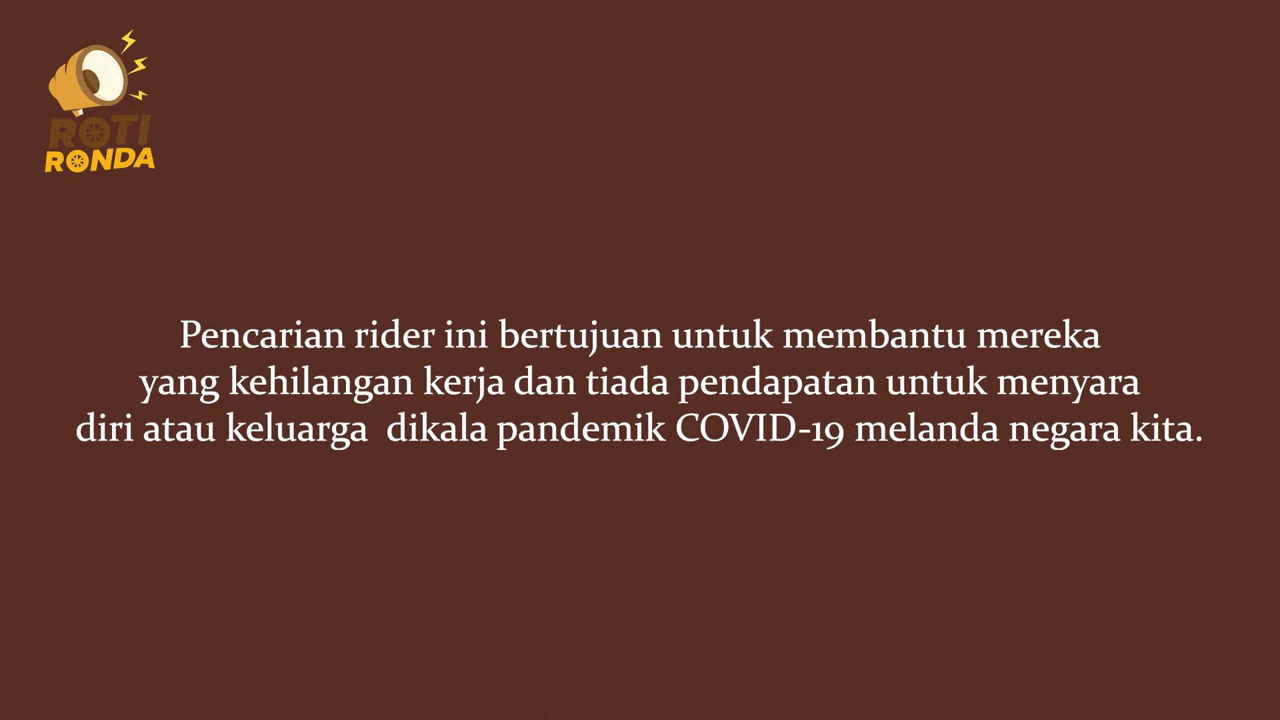 ROTI
RONDA
Pencarian rider ini bertujuan untuk membantu mereka
yang kehilangan kerja dan tiada pendapatan untuk menyara
diri atau keluarga  dikala pandemik COVID-19 melanda negara kita.